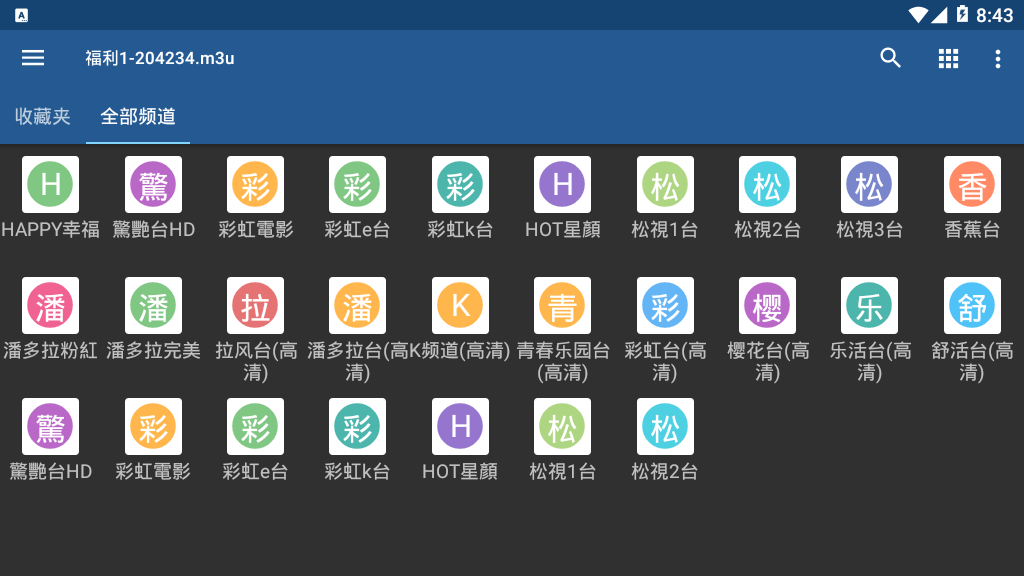 8:43
福利1-204234.m3u
收藏夹 全部频道
H 驚 彩 彩 彩 H 松 松 松 香
HAPPY幸福 驚艷台HD 彩虹電影 彩虹e台 彩虹k台 HOT星顏 松視1台 松視2台 松視3台 香蕉台
潘 潘 拉 潘 K 青 彩 樱 乐 舒
潘多拉粉紅 潘多拉完美 拉风台(高 潘多拉台(高 K频道(高清) 青春乐园台 彩虹台(高 樱花台(高 乐活台(高 舒活台(高
清) 清) (高清) 清) 清) 清) 清)
驚 彩 彩 彩 H 松 松
驚艷台HD 彩虹電影 彩虹e台 彩虹k台 HOT星顏 松視1台 松視2台